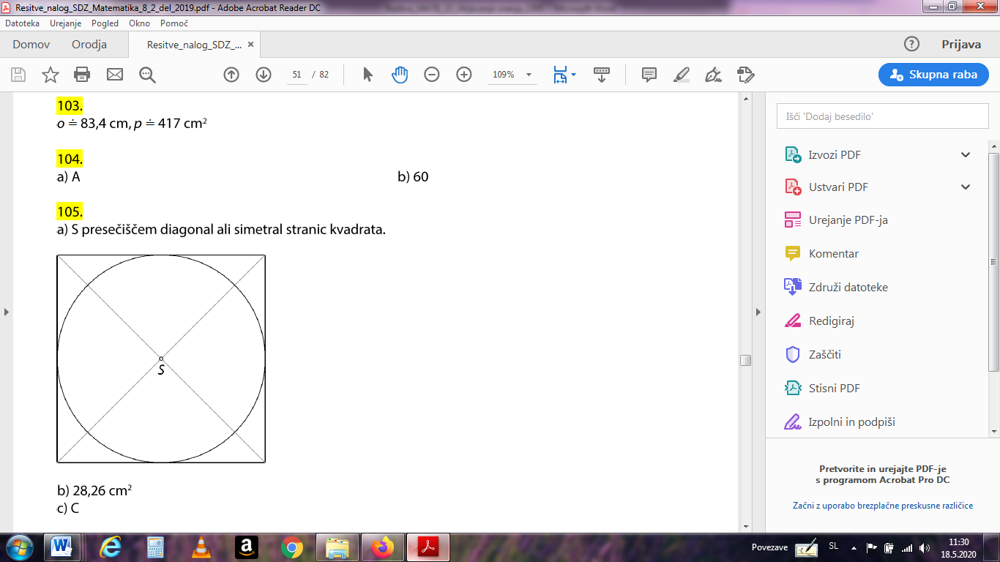 Resitve_nalog_SDZ_Matematika_8_2_del_2019.pdf - Adobe Acrobat Reader DC
Datoteka Urejanje Pogled Okno Pomoč
Domov Orodja Resitve_nalog_SDZ_... × ? Prijava
51 / 82 109% Skupna raba
103.
o ≐ 83,4 cm, p ≐ 417 cm²
104.
a) A b) 60
105.
a) S presečiščem diagonal ali simetral stranic kvadrata.
S
b) 28,26 cm²
c) C
Išči 'Dodaj besedilo'
Izvozi PDF
Ustvari PDF
Urejanje PDF-ja
Komentar
Združi datoteke
Redigiraj
Zaščiti
Stisni PDF
Izpolni in podpiši
Pretvorite in urejajte PDF-je
s programom Acrobat Pro DC
Začni z uporabo brezplačne preskusne različice
Povezave SL 11:30
18.5.2020